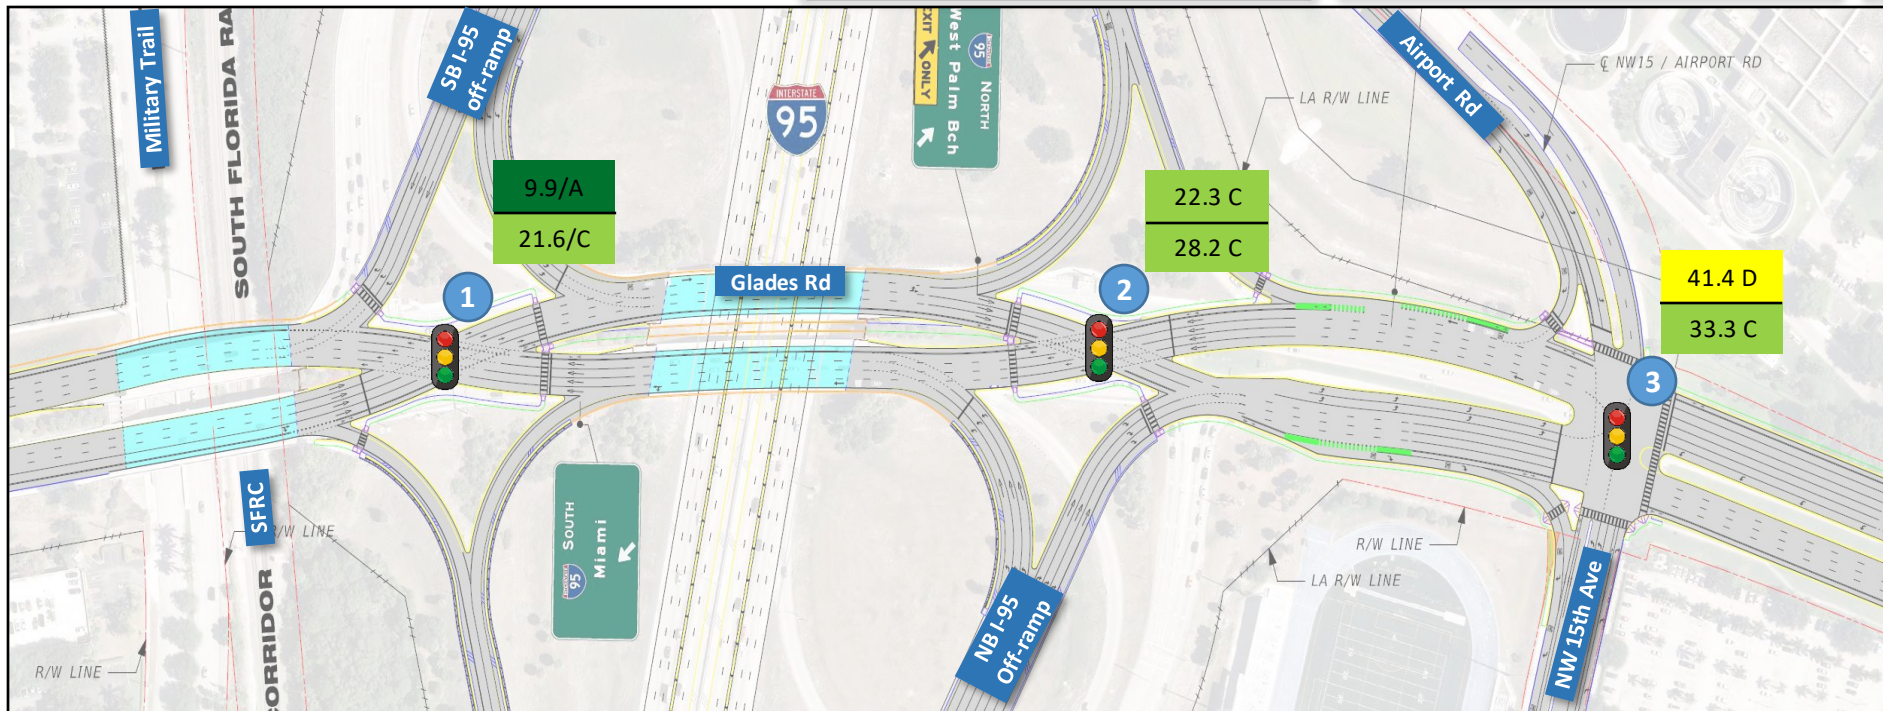 Military Trail
SOUTH FLORIDA RA
SB I-95
off-ramp
INTERSTATE
95
EXIT ONLY
95 NORTH
West Palm Bch
Airport Rd
℄ NW15 / AIRPORT RD
LA R/W LINE
9.9/A
21.6/C
22.3 C
28.2 C
41.4 D
33.3 C
1
Glades Rd
2
3
SFRC
R/W LINE
95 SOUTH
Miami
R/W LINE
LA R/W LINE
NB I-95
Off-ramp
NW 15th Ave
R/W LINE
CORRIDOR